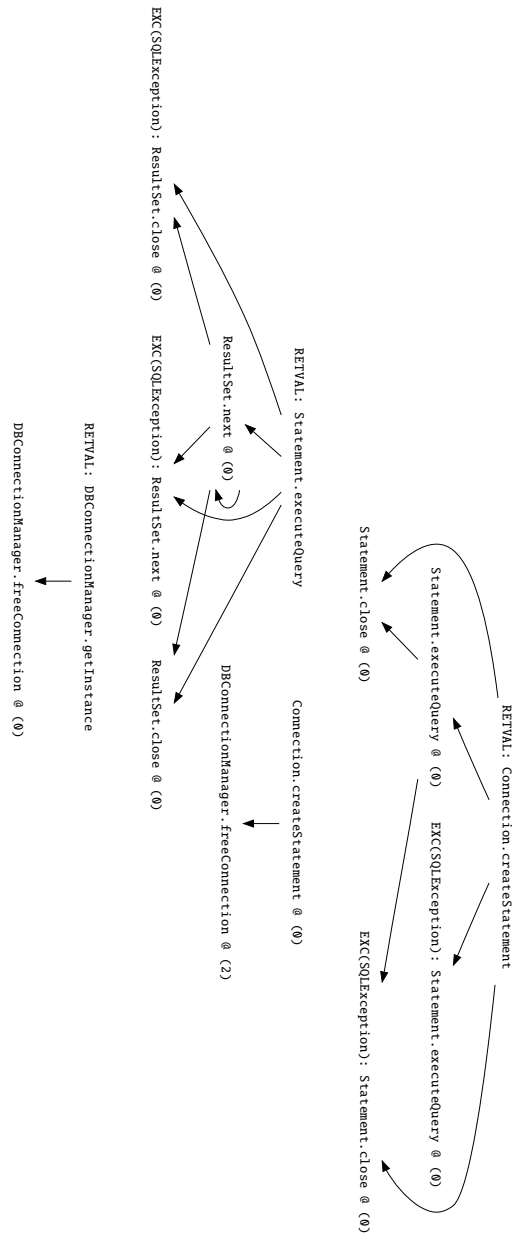 RETVAL: Connection.createStatement
Statement.executeQuery @ (0)
EXC(SQLException): Statement.executeQuery @ (0)
Statement.close @ (0)
EXC(SQLException): Statement.close @ (0)
RETVAL: Statement.executeQuery
Connection.createStatement @ (0)
ResultSet.next @ (0)
DBConnectionManager.freeConnection @ (2)
EXC(SQLException): ResultSet.close @ (0)
EXC(SQLException): ResultSet.next @ (0)
ResultSet.close @ (0)
RETVAL: DBConnectionManager.getInstance
DBConnectionManager.freeConnection @ (0)